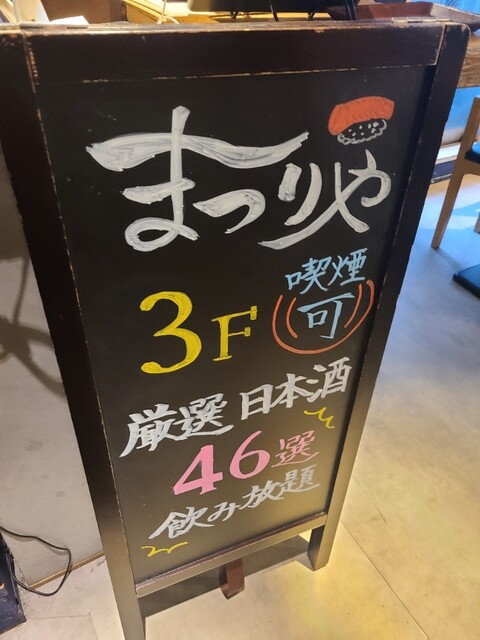 まつりや
3F
喫煙
可
厳選日本酒
46選
飲み放題